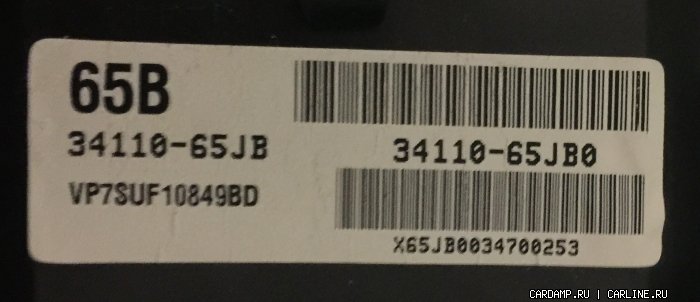 65B
34110-65JB
34110-65JB0
VP7SUF10849BD
X65JB0034700253
CARDAMP.RU | CARLINE.RU